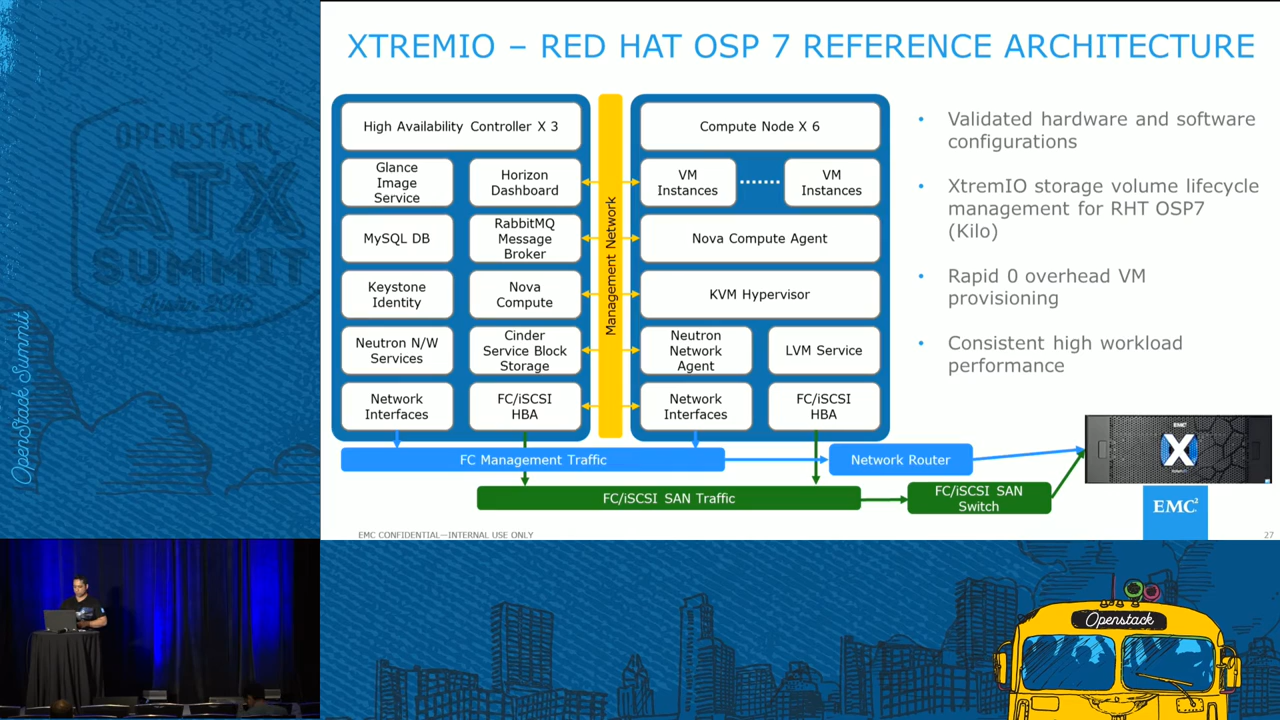 XTREMIO – RED HAT OSP 7 REFERENCE ARCHITECTURE
High Availability Controller X 3
Glance
Image
Service
Horizon
Dashboard
MySQL DB
RabbitMQ
Message
Broker
Keystone
Identity
Nova
Compute
Neutron N/W
Services
Cinder
Service Block
Storage
Network
Interfaces
FC/iSCSI
HBA
Management Network
Compute Node X 6
VM
Instances
VM
Instances
Nova Compute Agent
KVM Hypervisor
Neutron
Network
Agent
LVM Service
Network
Interfaces
FC/iSCSI
HBA
• Validated hardware and software
configurations
• XtremIO storage volume lifecycle
management for RHT OSP7
(Kilo)
• Rapid 0 overhead VM
provisioning
• Consistent high workload
performance
FC Management Traffic
Network Router
FC/iSCSI SAN Traffic
FC/iSCSI SAN
Switch
EMC²
X
EMC²
EMC CONFIDENTIAL—INTERNAL USE ONLY
27
OPENSTACK
ATX
SUMMIT
OpenStack Summit
Openstack